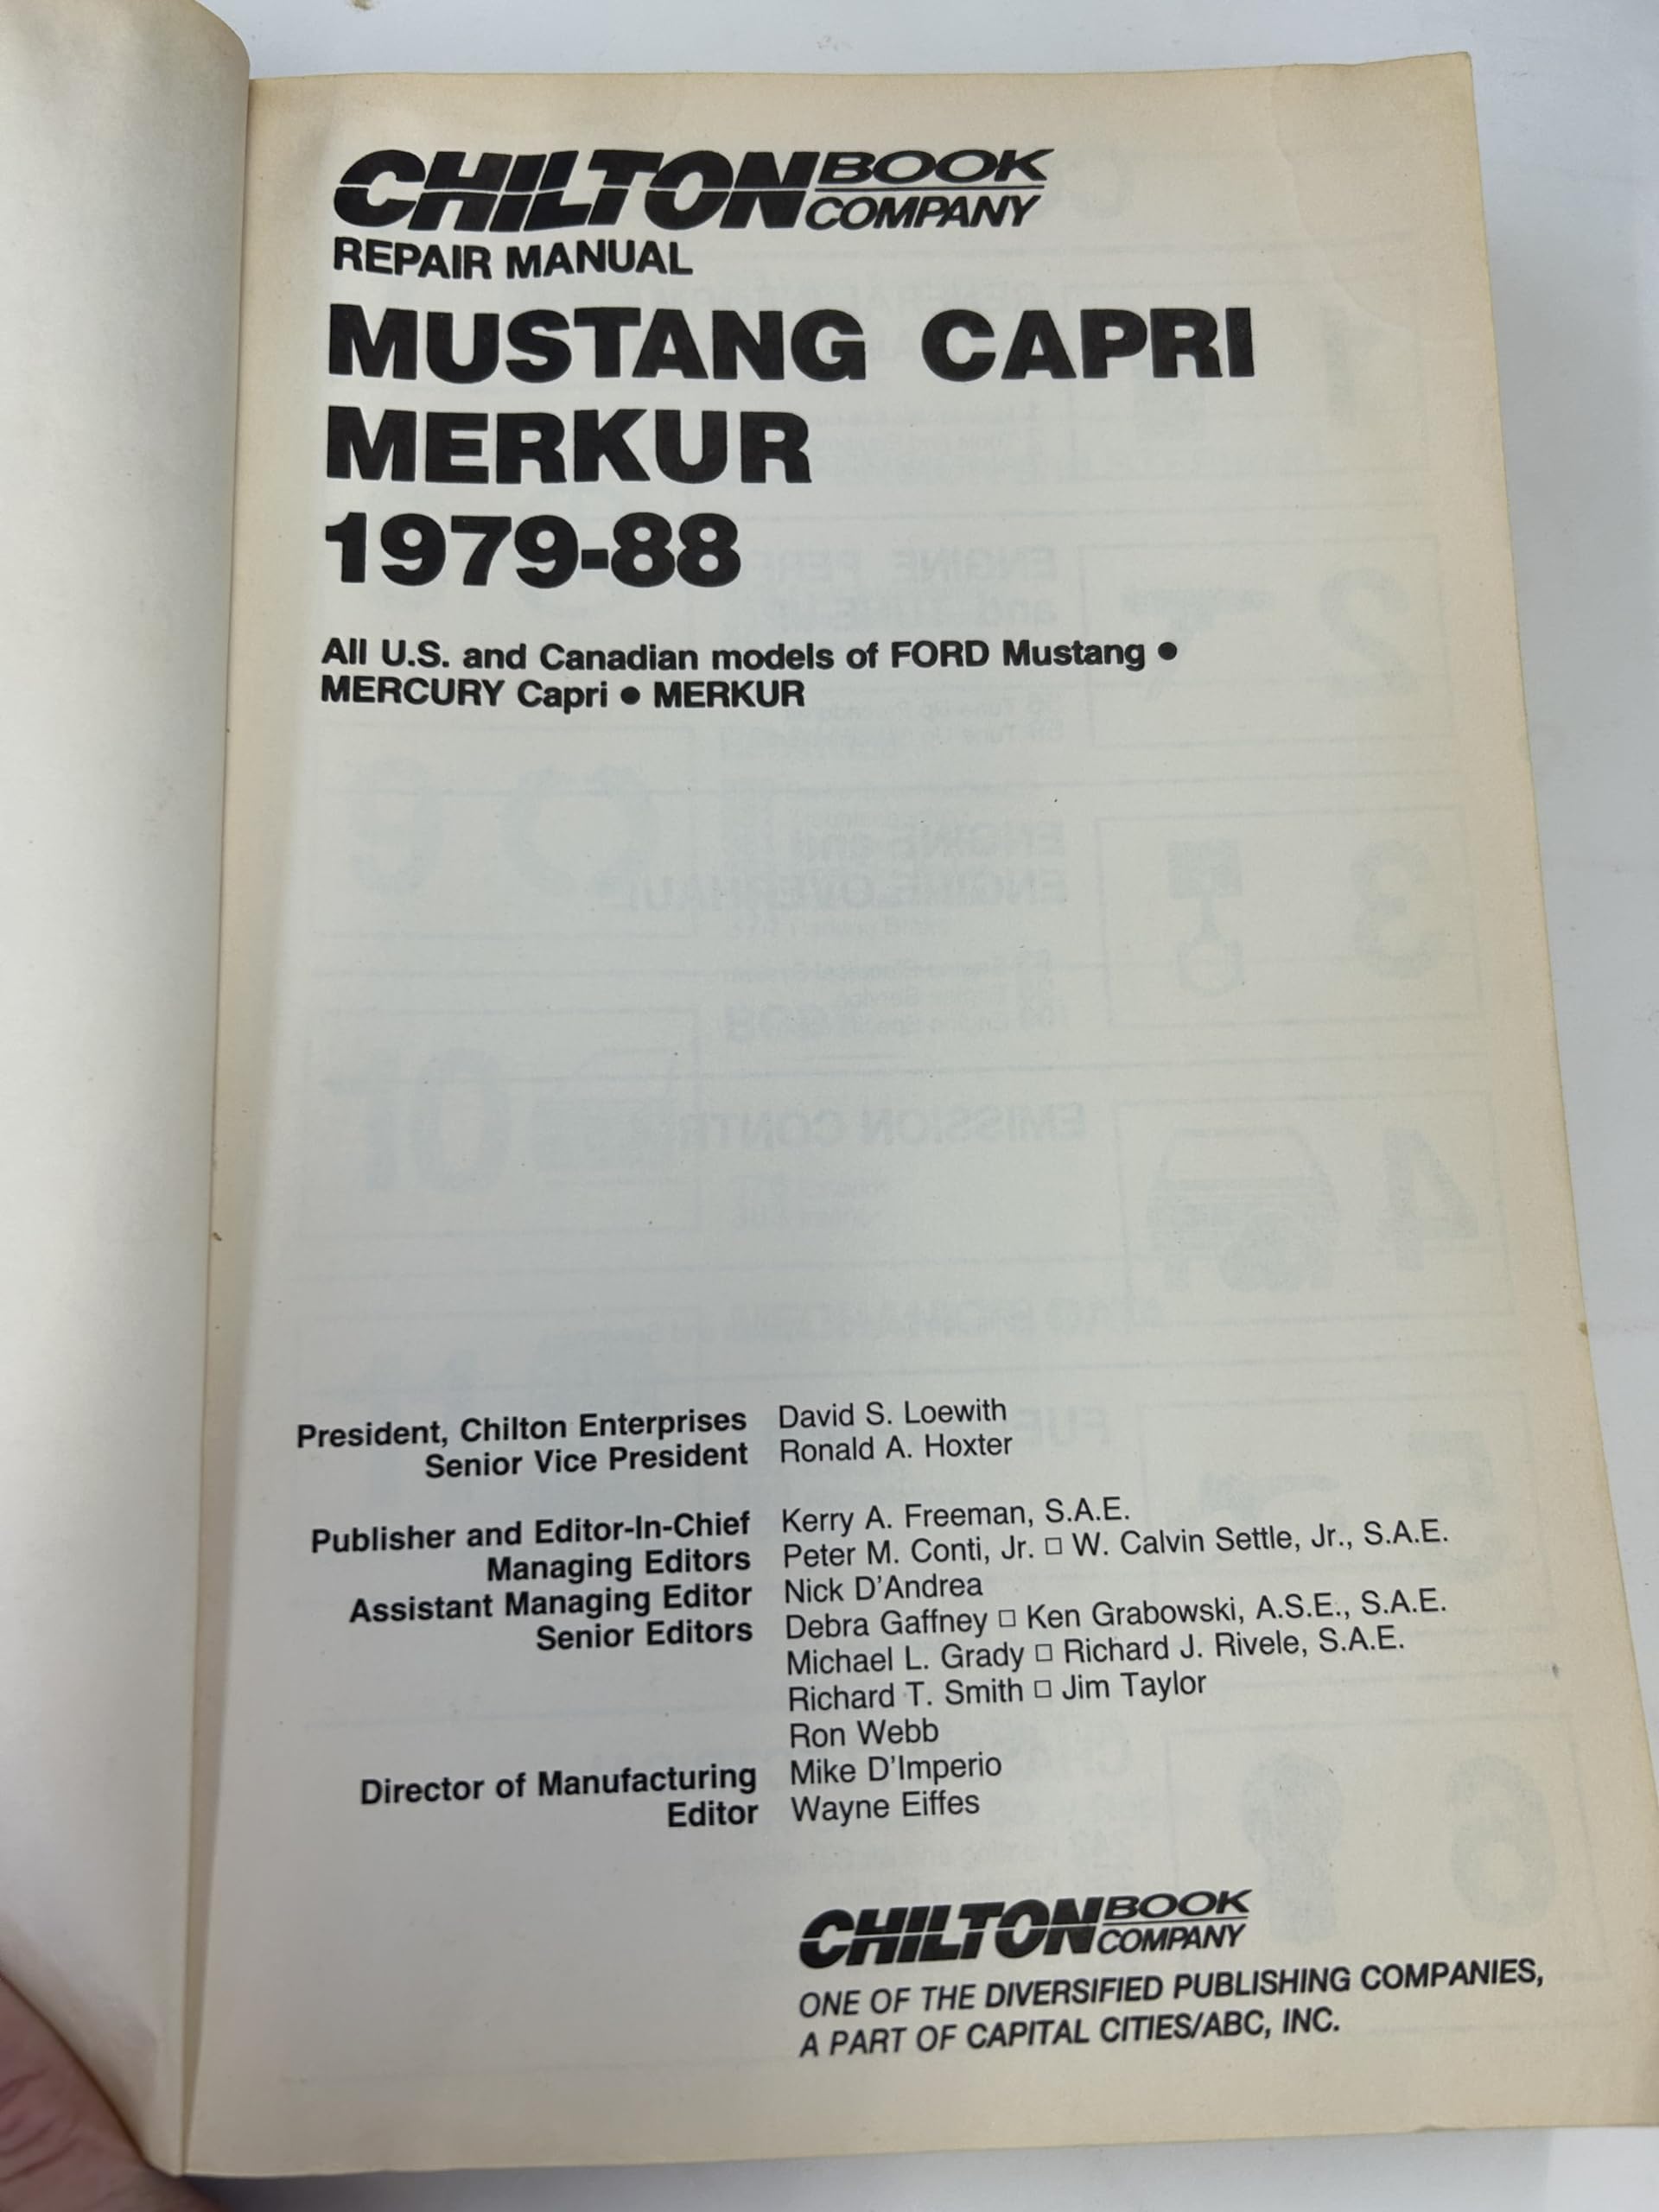 CHILTON BOOK COMPANY
REPAIR MANUAL
MUSTANG CAPRI
MERKUR
1979-88
All U.S. and Canadian models of FORD Mustang ●
MERCURY Capri ● MERKUR
President, Chilton Enterprises David S. Loewith
Senior Vice President Ronald A. Hoxter
Publisher and Editor-In-Chief Kerry A. Freeman, S.A.E.
Managing Editors Peter M. Conti, Jr. □ W. Calvin Settle, Jr., S.A.E.
Assistant Managing Editor Nick D'Andrea
Senior Editors Debra Gaffney □ Ken Grabowski, A.S.E., S.A.E.
Michael L. Grady □ Richard J. Rivele, S.A.E.
Richard T. Smith □ Jim Taylor
Ron Webb
Director of Manufacturing Mike D'Imperio
Editor Wayne Eiffes
CHILTON BOOK COMPANY
ONE OF THE DIVERSIFIED PUBLISHING COMPANIES,
A PART OF CAPITAL CITIES/ABC, INC.